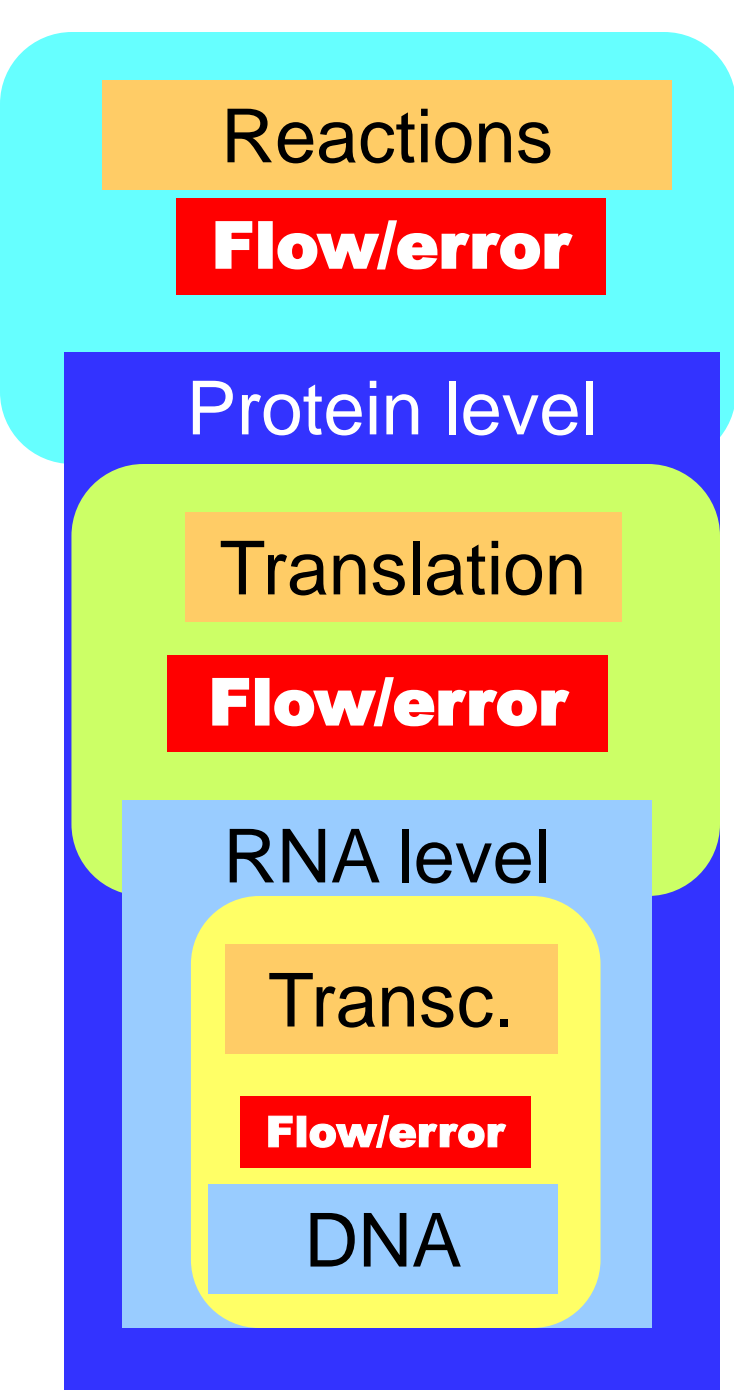 Reactions
Flow/error
Protein level
Translation
Flow/error
RNA level
Transc.
Flow/error
DNA